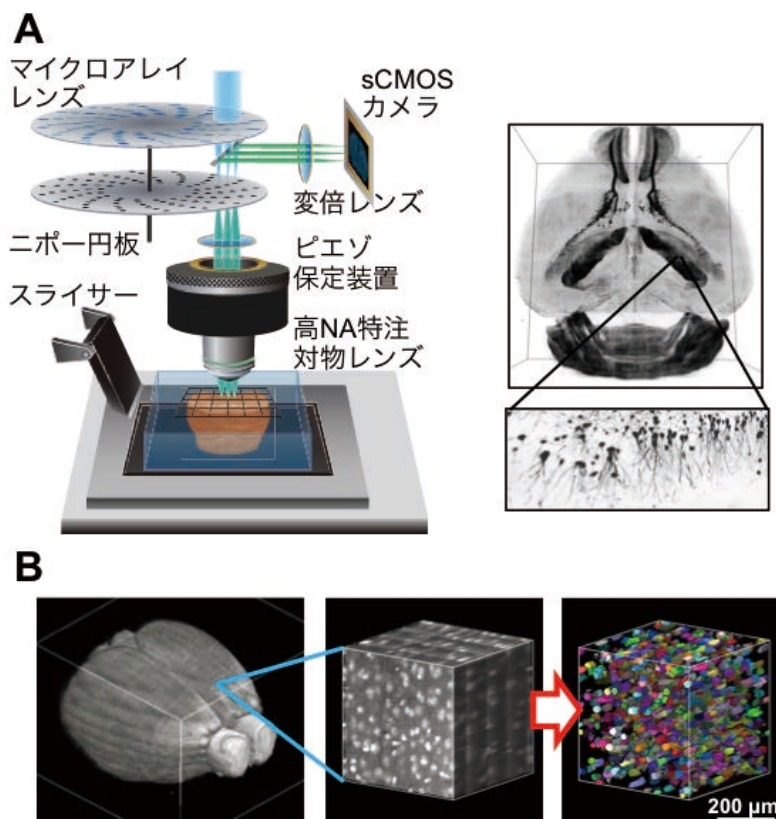 A
マイクロアレイ
レンズ
sCMOS
カメラ
変倍レンズ
ニポー円板
ピエゾ
保定装置
スライサー
高NA特注
対物レンズ
B
200 μm